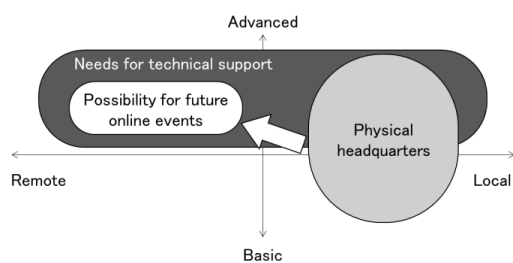 Advanced
Needs for technical support
Possibility for future
online events
Physical
headquarters
Remote
Local
Basic